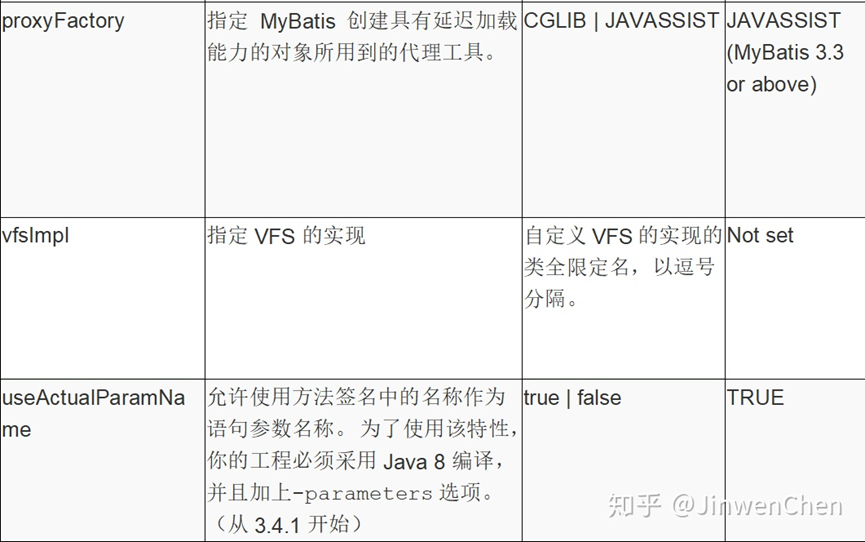 proxyFactory
指定 MyBatis 创建具有延迟加载
能力的对象所用到的代理工具。
CGLIB | JAVASSIST
JAVASSIST
(MyBatis 3.3
or above)
vfsImpl
指定 VFS 的实现
自定义 VFS 的实现的
类全限定名，以逗号
分隔。
Not set
useActualParamNa
me
允许使用方法签名中的名称作为
语句参数名称。 为了使用该特性，
你的工程必须采用 Java 8 编译，
并且加上-parameters 选项。
（从 3.4.1 开始）
true | false
TRUE
知乎 @JinwenChen